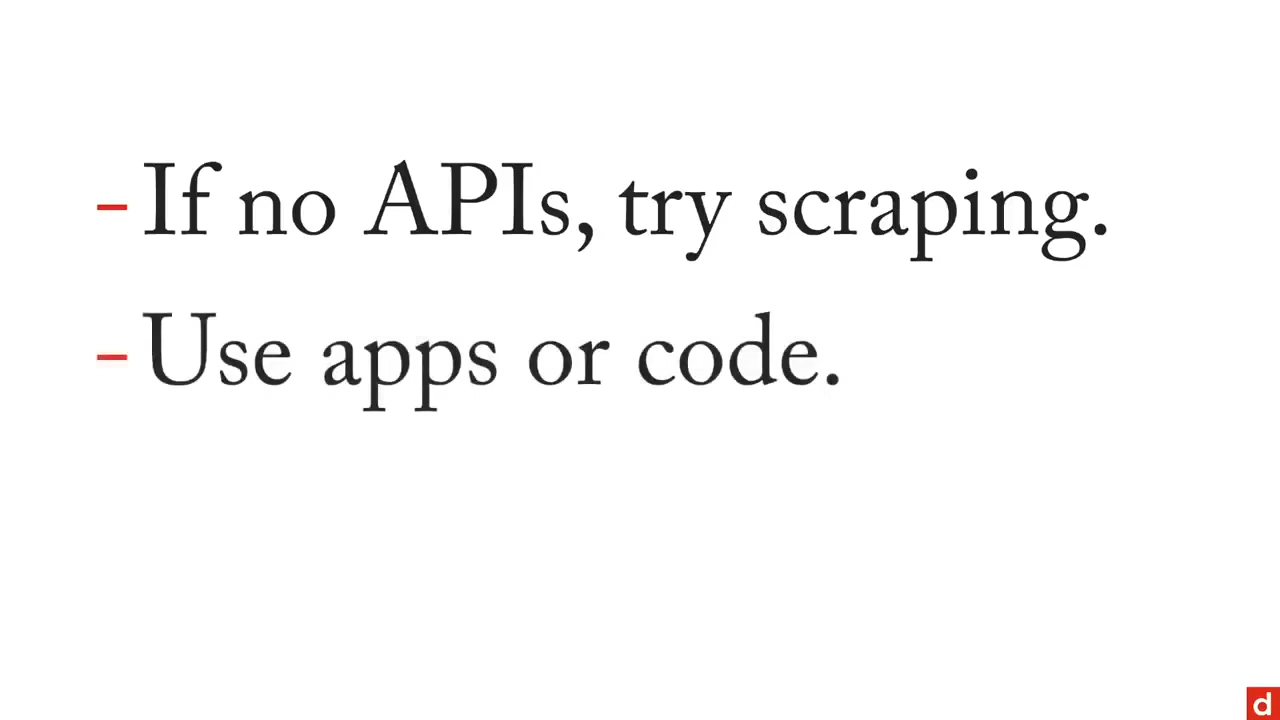 - If no APIs, try scraping.
- Use apps or code.
d